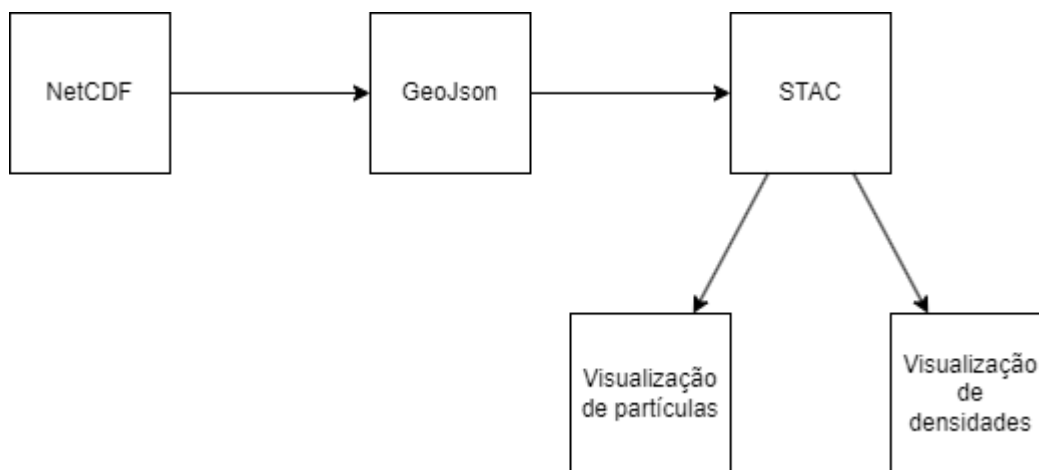 NetCDF
GeoJson
STAC
Visualização
de partículas
Visualização
de
densidades